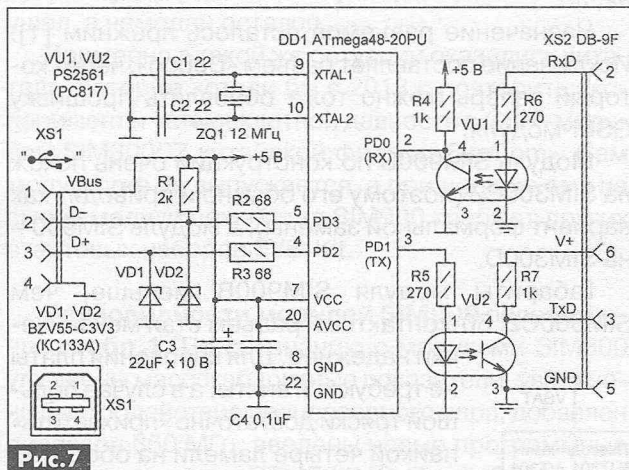 DD1 ATmega48-20PU
XS2 DB-9F
VU1, VU2
PS2561
(PC817)
C1 22
C2 22
ZQ1 12 МГц
9
XTAL1
10
XTAL2
+5 В
R4
1k
VU1
R6
270
RxD
2
PD0
(RX)
2
4
1
3
2
XS1
VBus
1
D–
2
D+
3
4
+5 В
R1
2к
R2 68
5
PD3
4
PD2
R3 68
PD1
(TX)
3
V+
6
R5
270
VU2
R7
1k
TxD
3
1
4
2
3
GND
5
VD1
VD2
VD1, VD2
BZV55-C3V3
(КС133А)
7
VCC
20
AVCC
8
GND
22
GND
C3
22uF x 10 В
C4 0,1uF
2 1
3 4
XS1
Рис.7